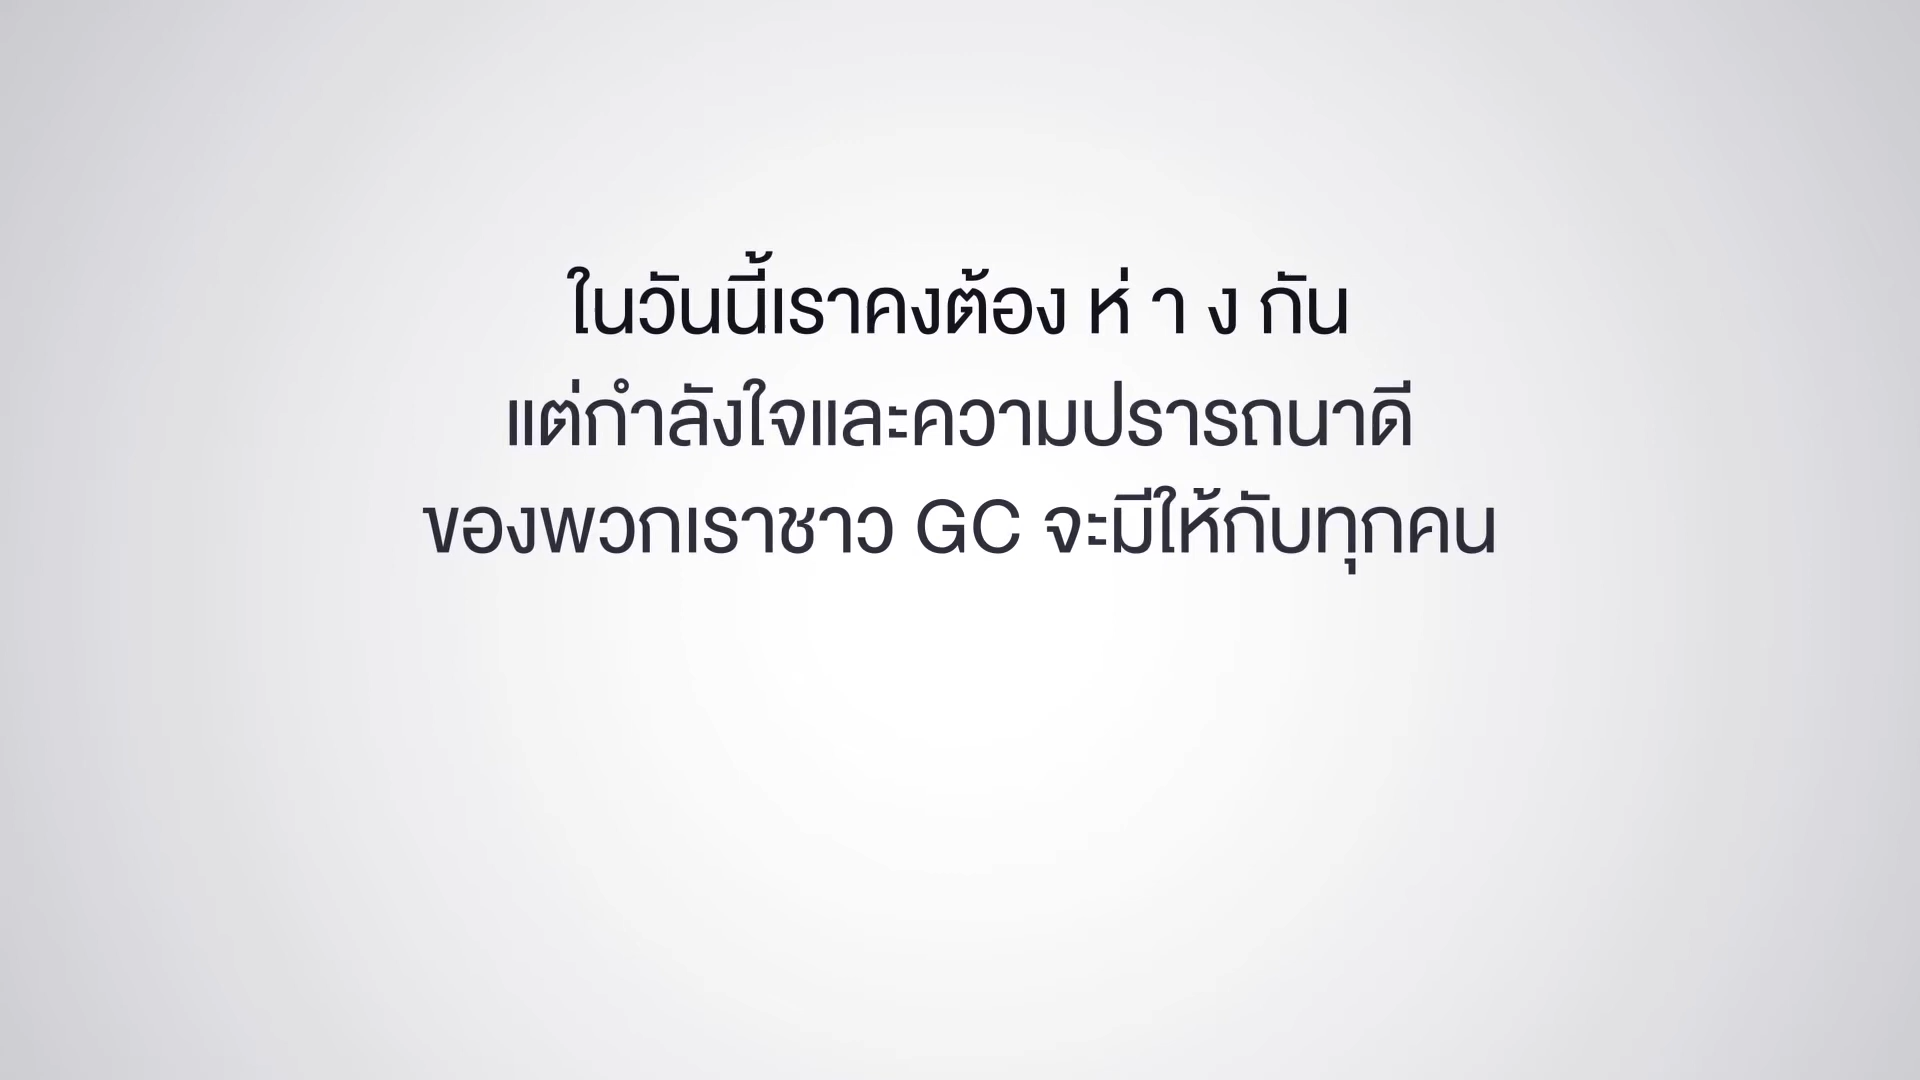 ในวันนี้เราคงต้อง ห่ า ง กัน
แต่กำลังใจและความปรารถนาดี
ของพวกเราชาว GC จะมีให้กับทุกคน